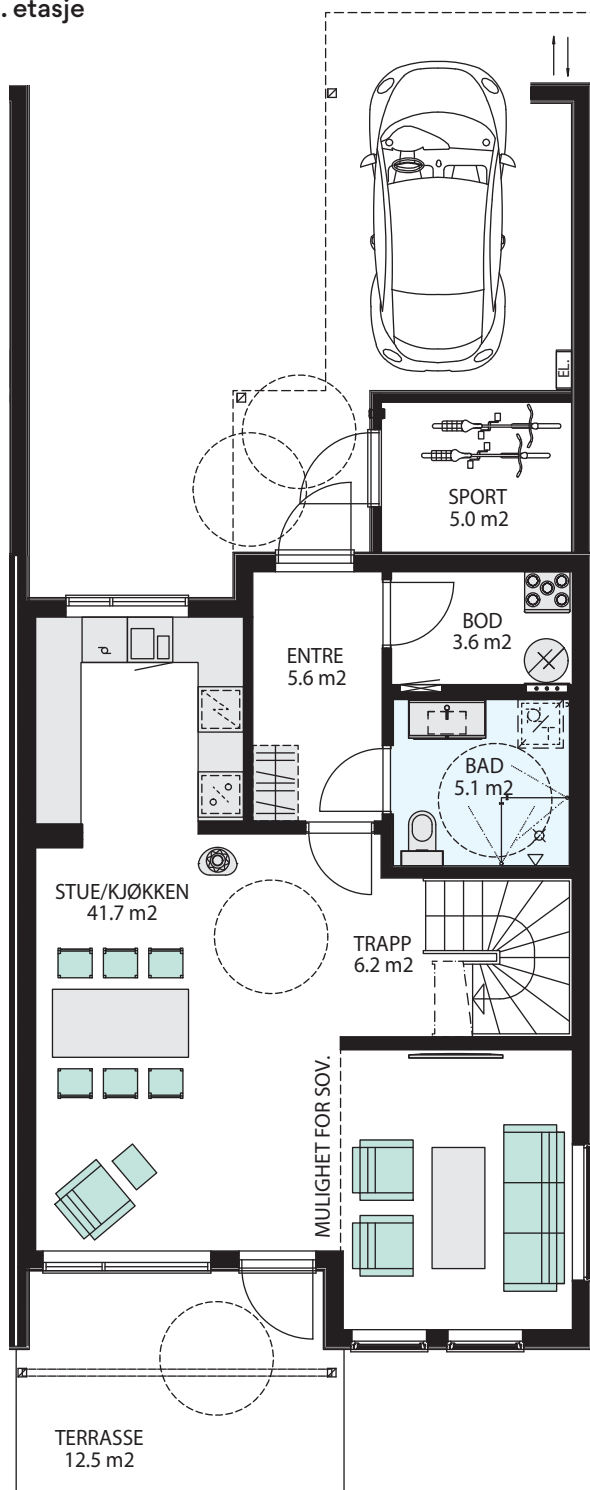 . etasje
EL.
SPORT
5.0 m2
BOD
3.6 m2
ENTRE
5.6 m2
BAD
5.1 m2
STUE/KJØKKEN
41.7 m2
TRAPP
6.2 m2
MULIGHET FOR SOV.
TERRASSE
12.5 m2